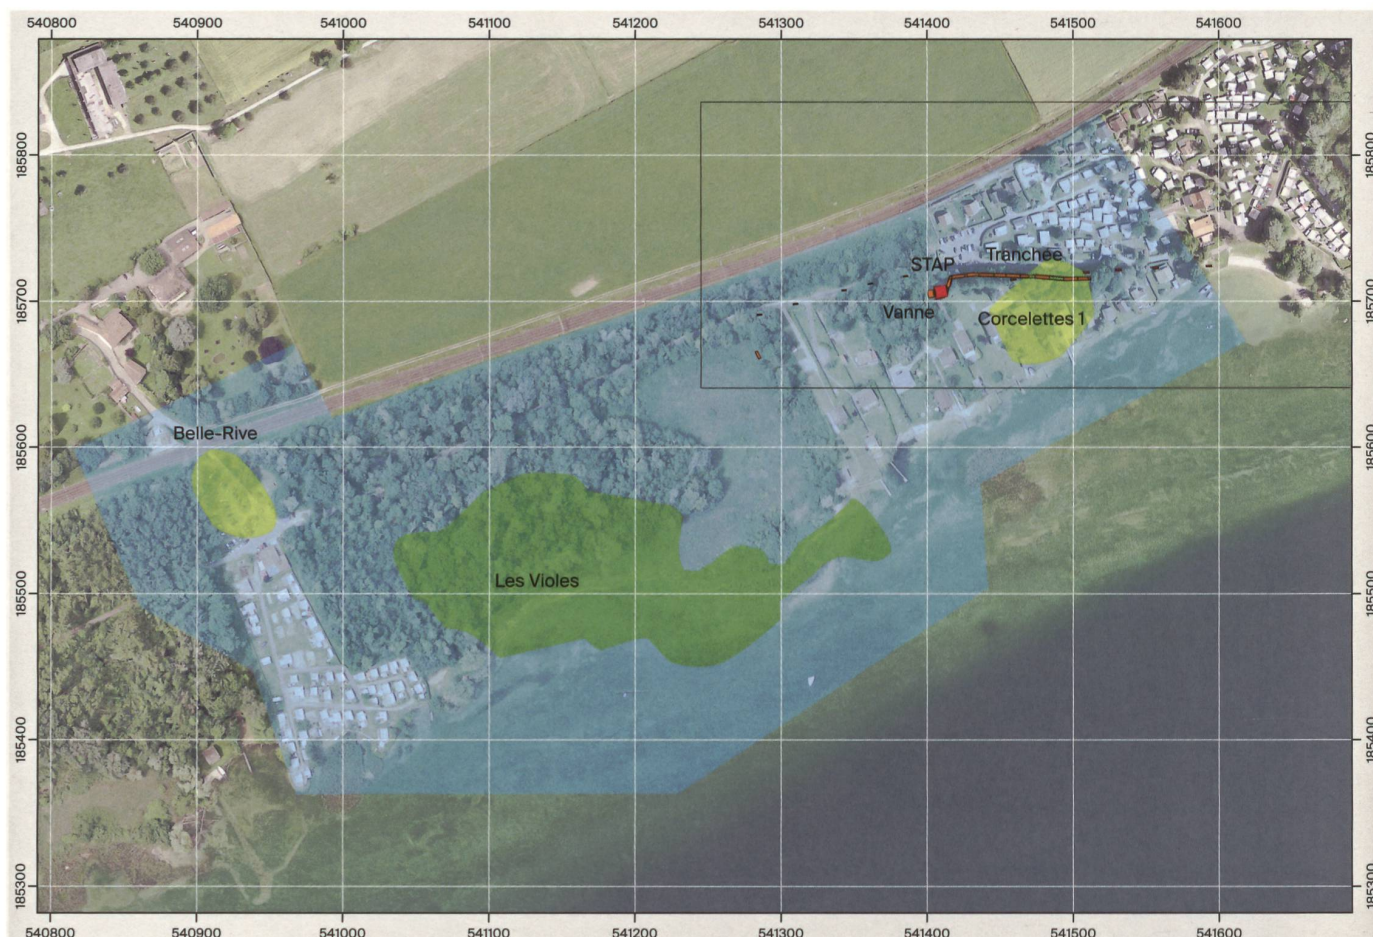 540800 540900 541000 541100 541200 541300 541400 541500 541600
185800 185800
STAP Tranchée
185700 185700
Vanne Corcelettes 1
185600 185600
Belle-Rive
Les Violes
185500 185500
185400 185400
185300 185300
540800 540900 541000 541100 541200 541300 541400 541500 541600